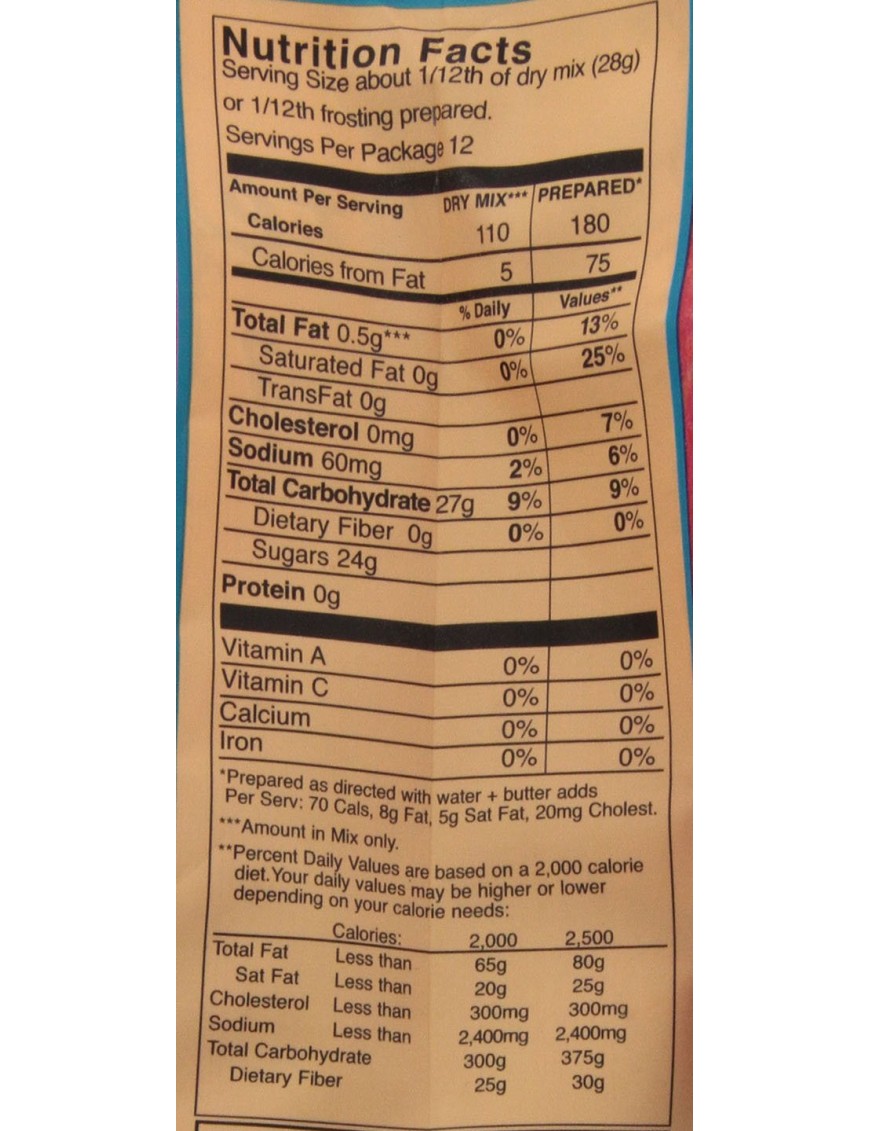 Nutrition Facts
Serving Size about 1/12th of dry mix (28g)
or 1/12th frosting prepared.
Servings Per Package 12
Amount Per Serving DRY MIX*** PREPARED*
Calories 110 180
Calories from Fat 5 75
% Daily Values**
Total Fat 0.5g*** 0% 13%
Saturated Fat 0g 0% 25%
TransFat 0g
Cholesterol 0mg 0% 7%
Sodium 60mg 2% 6%
Total Carbohydrate 27g 9% 9%
Dietary Fiber 0g 0% 0%
Sugars 24g
Protein 0g
Vitamin A 0% 0%
Vitamin C 0% 0%
Calcium 0% 0%
Iron 0% 0%
*Prepared as directed with water + butter adds
Per Serv: 70 Cals, 8g Fat, 5g Sat Fat, 20mg Cholest.
***Amount in Mix only.
**Percent Daily Values are based on a 2,000 calorie
diet. Your daily values may be higher or lower
depending on your calorie needs:
Calories: 2,000 2,500
Total Fat Less than 65g 80g
Sat Fat Less than 20g 25g
Cholesterol Less than 300mg 300mg
Sodium Less than 2,400mg 2,400mg
Total Carbohydrate 300g 375g
Dietary Fiber 25g 30g